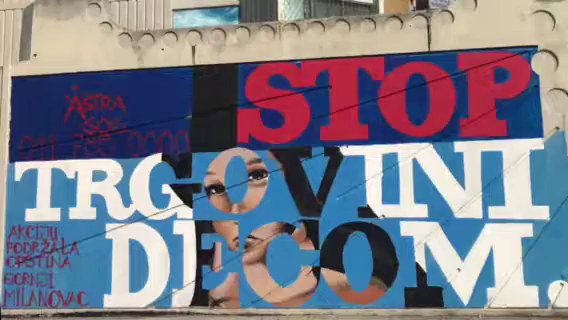 STOP
ASTRA
SOS
011 785 0000
TRGOVINI
DECOM.
AKCIJU
PODRŽALA
OPŠTINA
GORNJI
MILANOVAC